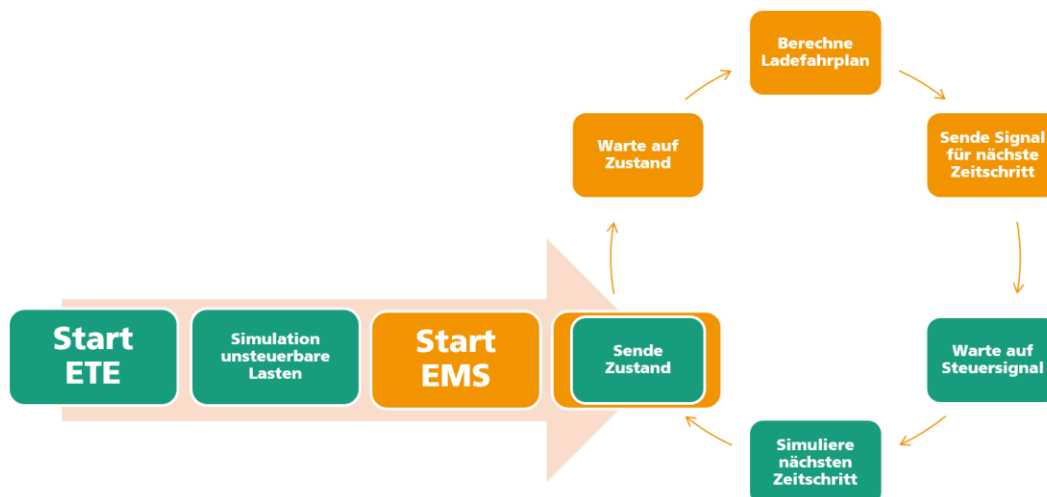 Start
ETE
Simulation
unsteuerbare
Lasten
Start
EMS
Sende
Zustand
Warte auf
Zustand
Berechne
Ladefahrplan
Sende Signal
für nächste
Zeitschritt
Warte auf
Steuersignal
Simuliere
nächsten
Zeitschritt